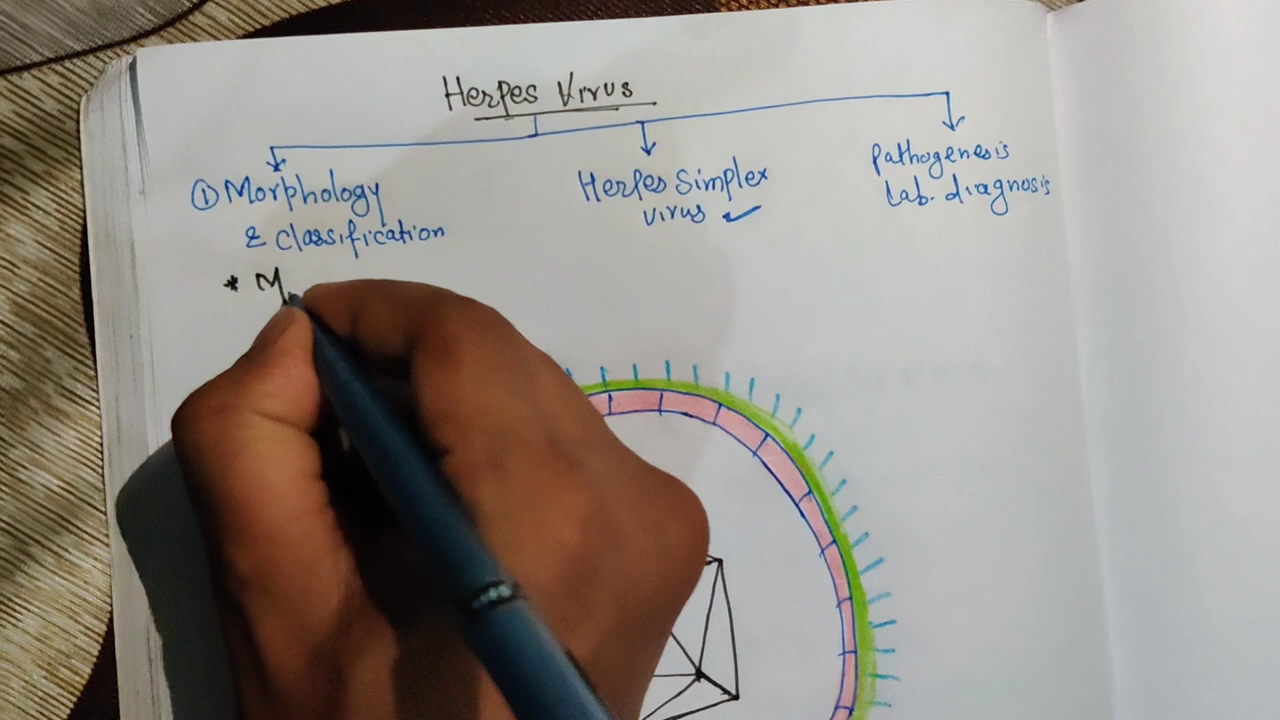 Herpes Virus
① Morphology
& classification
Herpes Simplex
virus ✓
Pathogenesis
Lab. diagnosis
* M